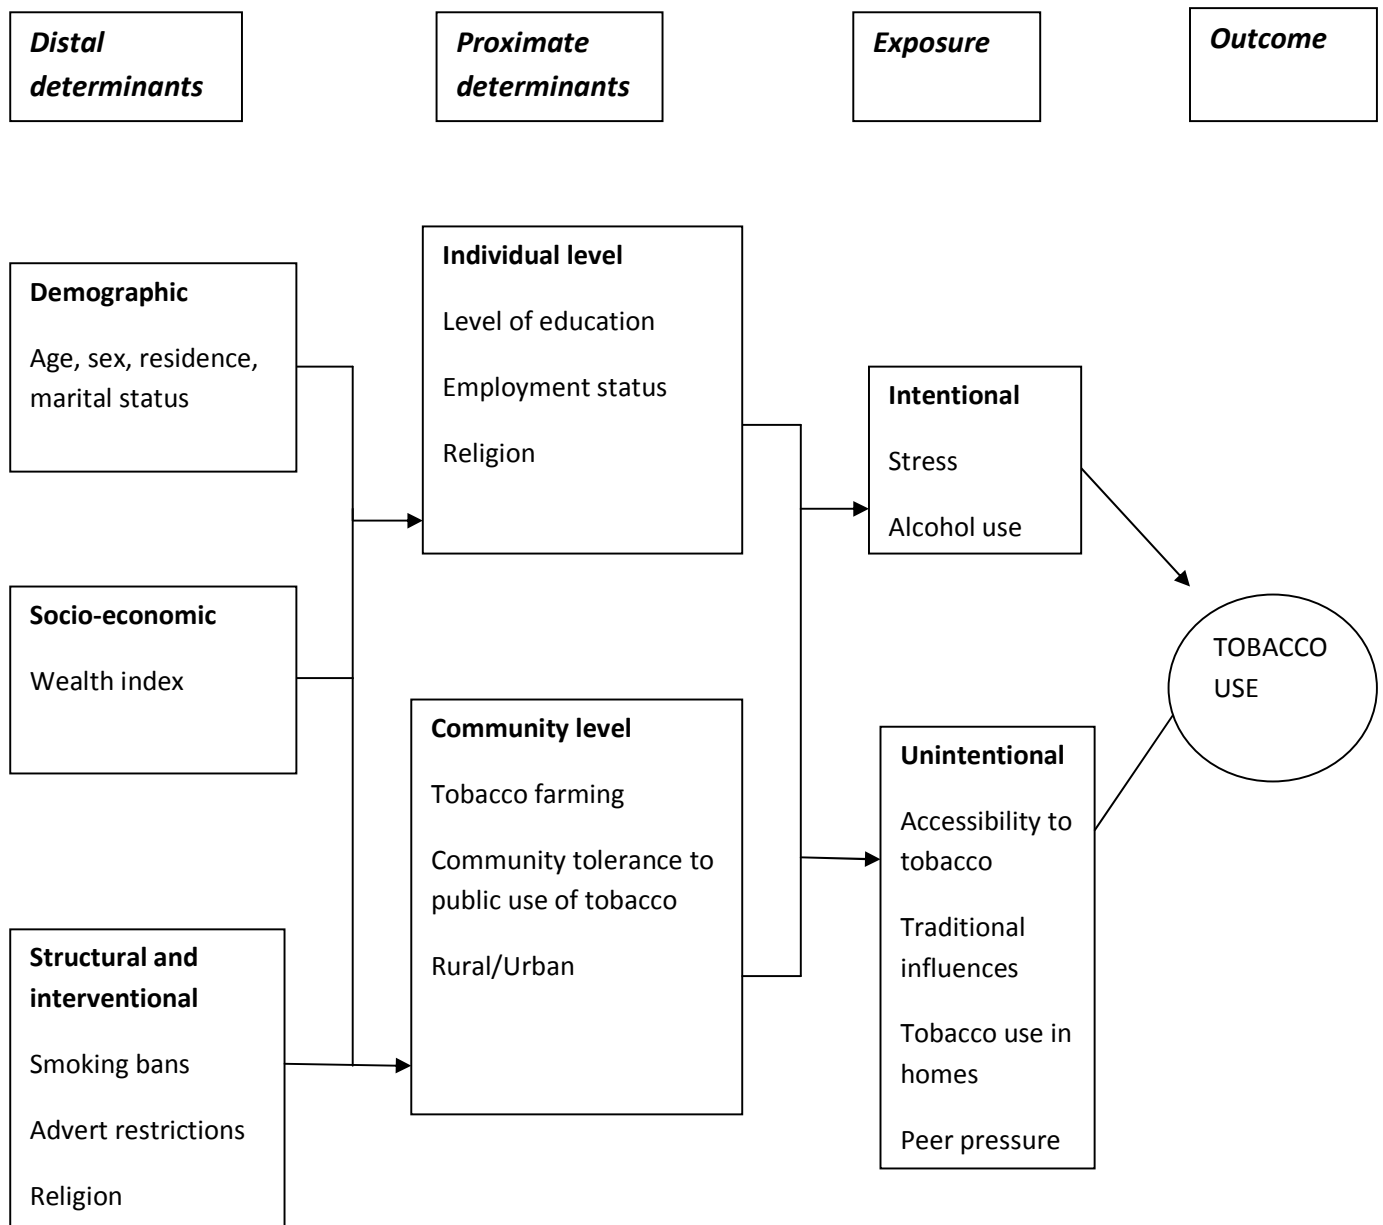 Distal
determinants
Proximate
determinants
Exposure
Outcome
Demographic
Age, sex, residence,
marital status
Socio-economic
Wealth index
Structural and
interventional
Smoking bans
Advert restrictions
Religion
Individual level
Level of education
Employment status
Religion
Community level
Tobacco farming
Community tolerance to
public use of tobacco
Rural/Urban
Intentional
Stress
Alcohol use
Unintentional
Accessibility to
tobacco
Traditional
influences
Tobacco use in
homes
Peer pressure
TOBACCO
USE